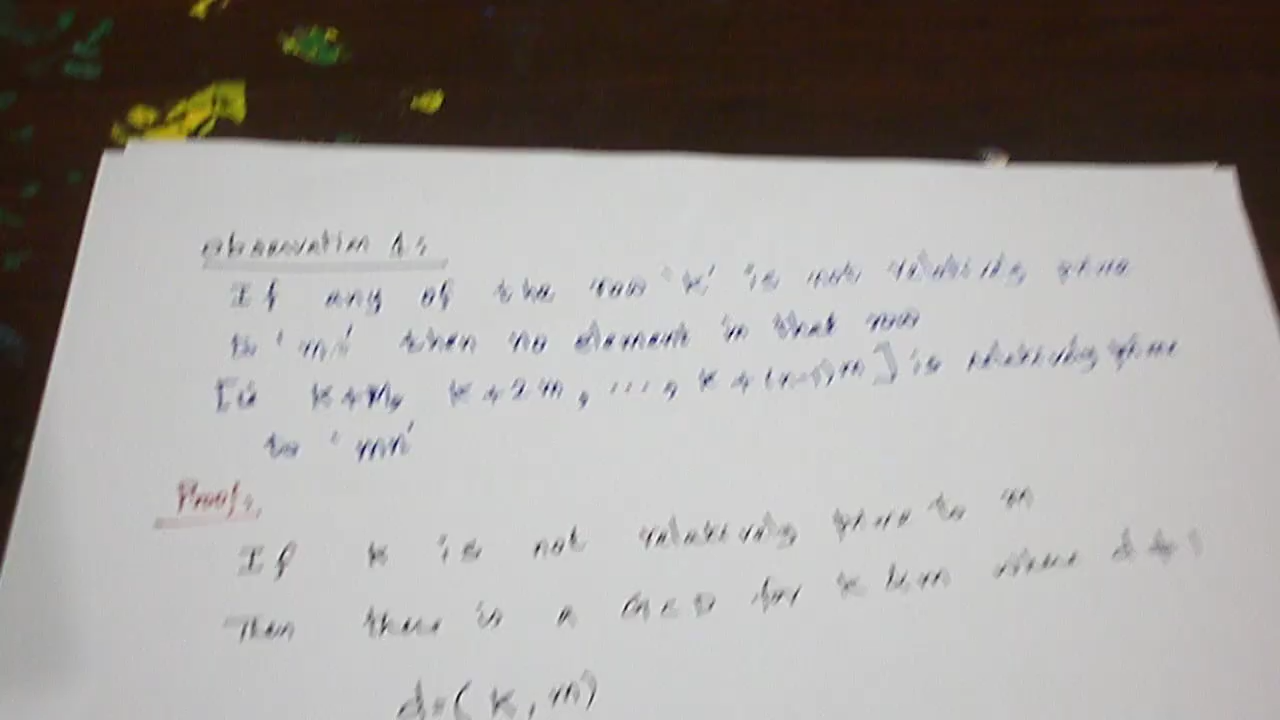 Observation 1:
If any of the row 'k' is not relatively prime
to 'm' then no element in that row
[ie k+m, k+2m, ..., k+(n-1)m] is relatively prime
to 'mn'
Proof:
If k is not relatively prime to m
Then there is a GCD for k & m where d ≠ 1
d=(k,m)